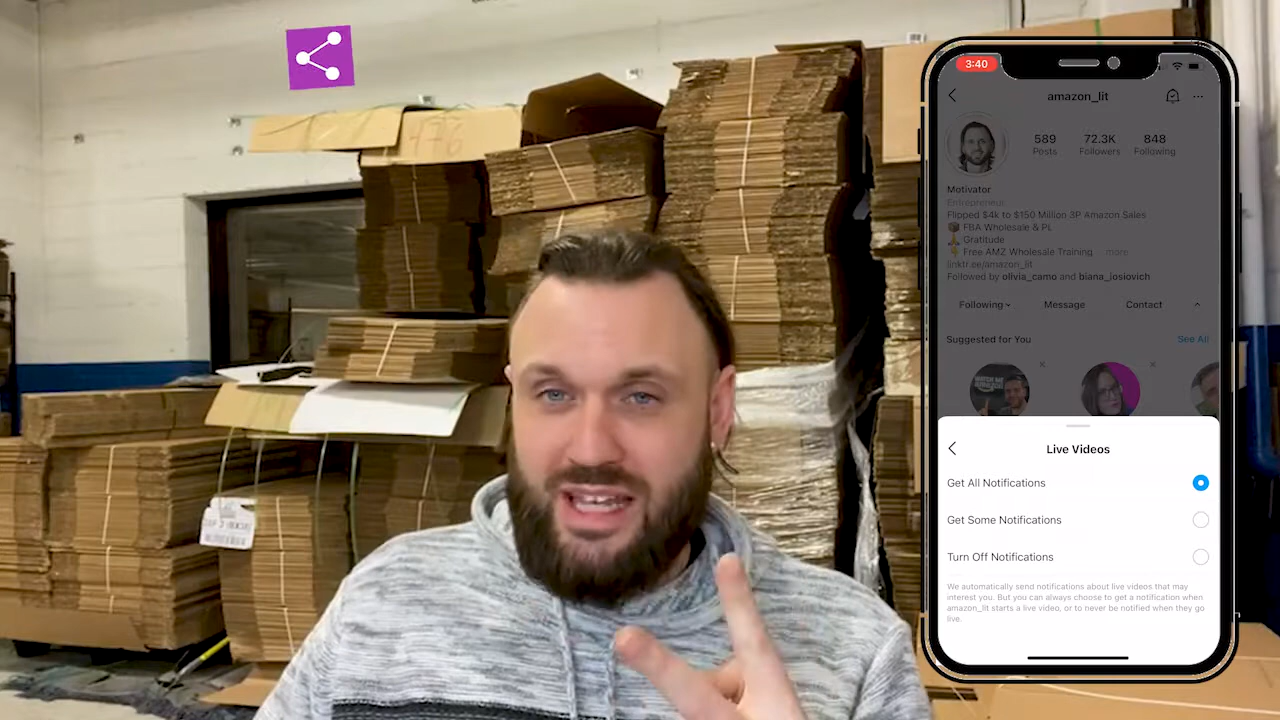 476
3:40
amazon_lit
589
72.3K
848
Posts
Followers
Following
Motivator
Entrepreneur
Flipped $4k to $150 Million 3P Amazon Sales
FBA Wholesale & PL
Gratitude
Free AMZ Wholesale Training ... more
linktr.ee/amazon_lit
Followed by olivia_camo and biana_iosiovich
Following
Message
Contact
Suggested for You
See All
Live Videos
Get All Notifications
Get Some Notifications
Turn Off Notifications
We automatically send notifications about live videos that may
interest you. But you can always choose to get a notification when
amazon_lit starts a live video, or to never be notified when they go
live.